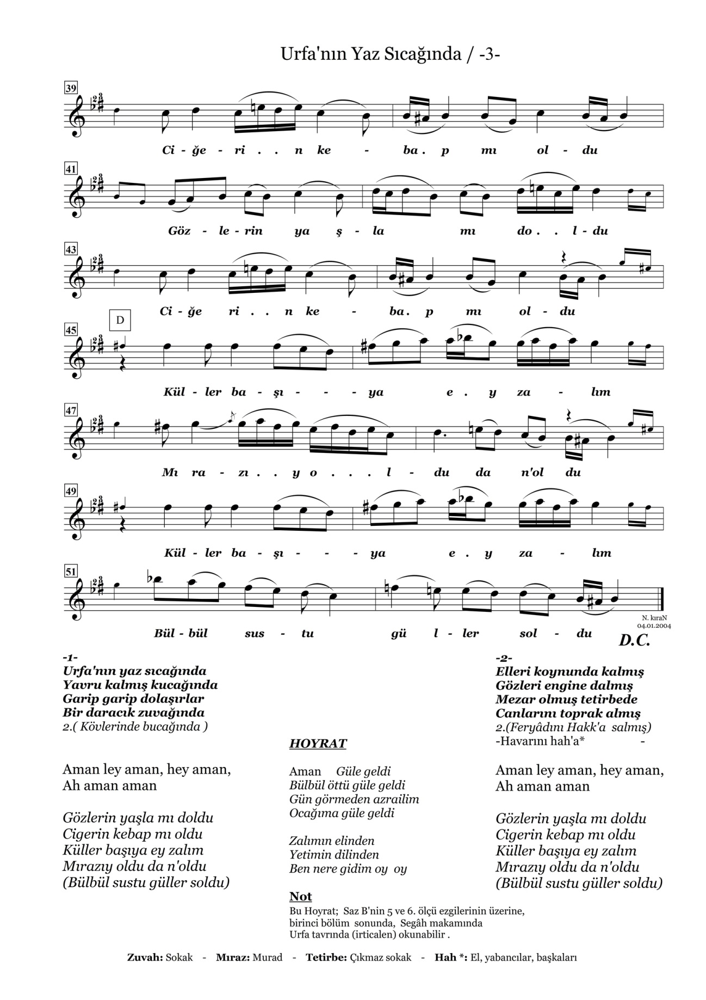 Urfa'nın Yaz Sıcağında / -3-
39
Ci - ğe - ri . . n ke - ba . p mı ol - du
41
Göz - le - rin ya ş - la mı do . . l - du
43
Ci - ğe ri . . n ke - ba . p mı ol - du
D
45
Kül - ler ba - şı - - - ya e . y za - lım
47
Mı ra - zı . . y o . . . l - du da n'ol du
49
Kül - ler ba - şı - - - ya e . y za - lım
51
Bül - bül sus - tu gü l - ler sol - du
N. kıraN
04.01.2004
D.C.
-1-
Urfa'nın yaz sıcağında
Yavru kalmış kucağında
Garip garip dolaşırlar
Bir daracık zuvağında
2.( Kövlerinde bucağında )
Aman ley aman, hey aman,
Ah aman aman
Gözlerin yaşla mı doldu
Cigerin kebap mı oldu
Küller başıya ey zalım
Mırazıy oldu da n'oldu
(Bülbül sustu güller soldu)
HOYRAT
Aman Güle geldi
Bülbül öttü güle geldi
Gün görmeden azrailim
Ocağıma güle geldi
Zalımın elinden
Yetimin dilinden
Ben nere gidim oy oy
Not
Bu Hoyrat; Saz B'nin 5 ve 6. ölçü ezgilerinin üzerine,
birinci bölüm sonunda, Segâh makamında
Urfa tavrında (irticalen) okunabilir .
-2-
Elleri koynunda kalmış
Gözleri engine dalmış
Mezar olmuş tetirbede
Canlarını toprak almış
2.(Feryâdını Hakk'a salmış)
-Havarını hah'a* -
Aman ley aman, hey aman,
Ah aman aman
Gözlerin yaşla mı doldu
Cigerin kebap mı oldu
Küller başıya ey zalım
Mırazıy oldu da n'oldu
(Bülbül sustu güller soldu)
Zuvah: Sokak - Mıraz: Murad - Tetirbe: Çıkmaz sokak - Hah *: El, yabancılar, başkaları